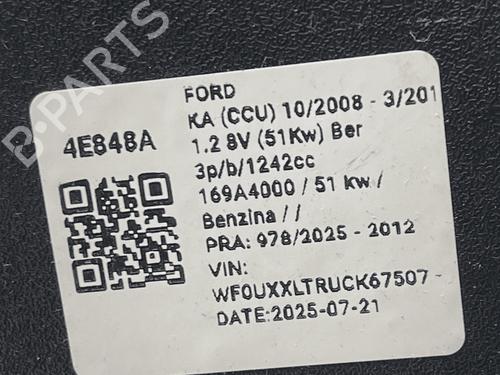 B-PARTS
FORD
KA (CCU) 10/2008 - 3/201
4E848A
1.2 8V (51Kw) Ber
3p/b/1242cc
169A4000 / 51 kw /
Benzina / /
PRA: 978/2025 - 2012
VIN:
WF0UXXLTRUCK67507 -
DATE:2025-07-21